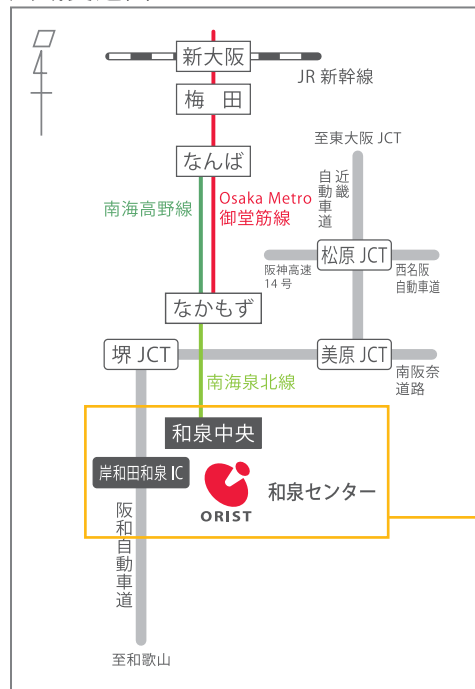 新大阪
JR 新幹線
梅田
至東大阪 JCT
なんば
近畿
自動車道
南海高野線
Osaka Metro
御堂筋線
松原 JCT
阪神高速
14 号
西名阪
自動車道
なかもず
堺 JCT
美原 JCT
南阪奈
道路
南海泉北線
和泉中央
岸和田和泉 IC
和泉センター
ORIST
阪和自動車道
至和歌山